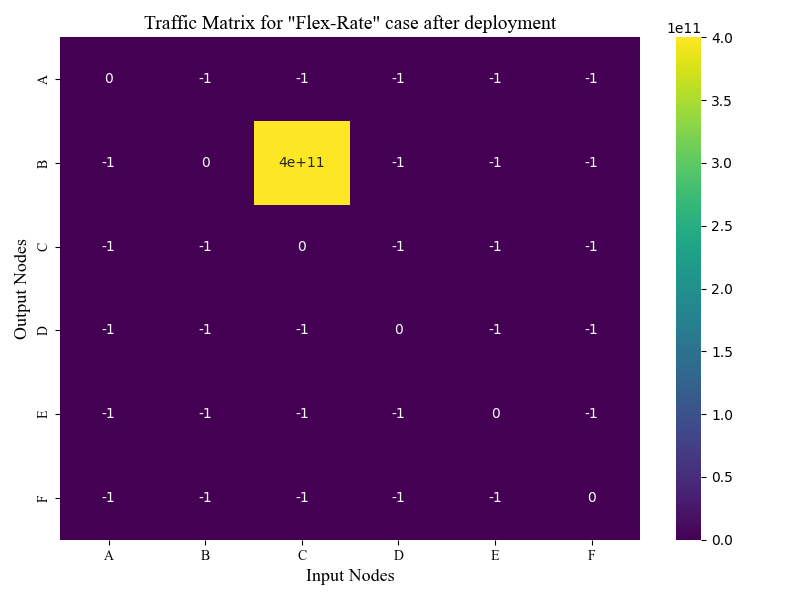 Traffic Matrix for "Flex-Rate" case after deployment
1e11
A 0 -1 -1 -1 -1 -1
B -1 0 4e+11 -1 -1 -1
C -1 -1 0 -1 -1 -1
D -1 -1 -1 0 -1 -1
E -1 -1 -1 -1 0 -1
F -1 -1 -1 -1 -1 0
A B C D E F
Input Nodes
Output Nodes
4.0
3.5
3.0
2.5
2.0
1.5
1.0
0.5
0.0